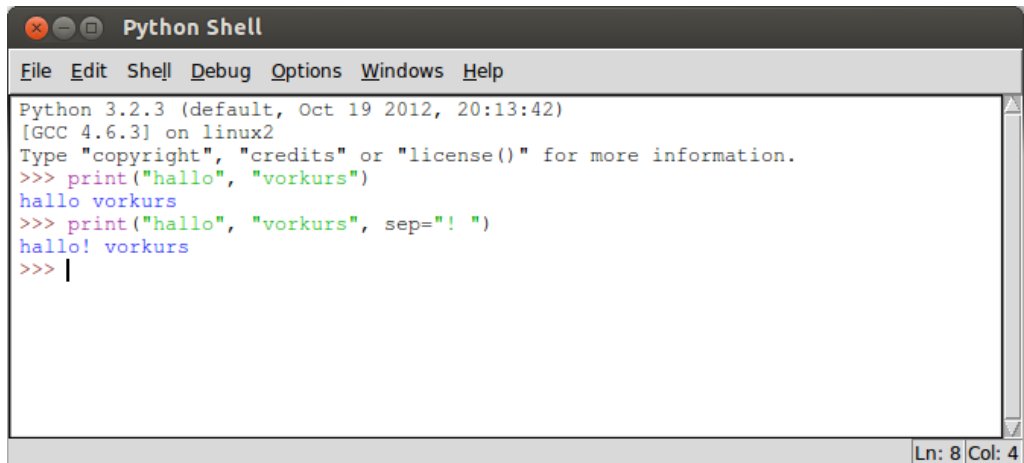 Python Shell
File Edit Shell Debug Options Windows Help
Python 3.2.3 (default, Oct 19 2012, 20:13:42)
[GCC 4.6.3] on linux2
Type "copyright", "credits" or "license()" for more information.
>>> print("hallo", "vorkurs")
hallo vorkurs
>>> print("hallo", "vorkurs", sep="! ")
hallo! vorkurs
>>>
Ln: 8 Col: 4